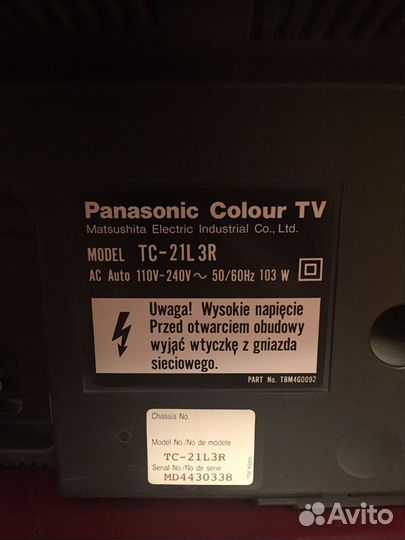 Panasonic Colour TV
Matsushita Electric Industrial Co., Ltd.
MODEL TC-21L3R
AC Auto 110V-240V~ 50/60Hz 103 W
Uwaga! Wysokie napięcie
Przed otwarciem obudowy
wyjąć wtyczkę z gniazda
sieciowego.
PART No. TBM4G0092
Chassis No.
Model No./No de modèle
TC-21L3R
Serial No./No de série
MD4430338
Avito